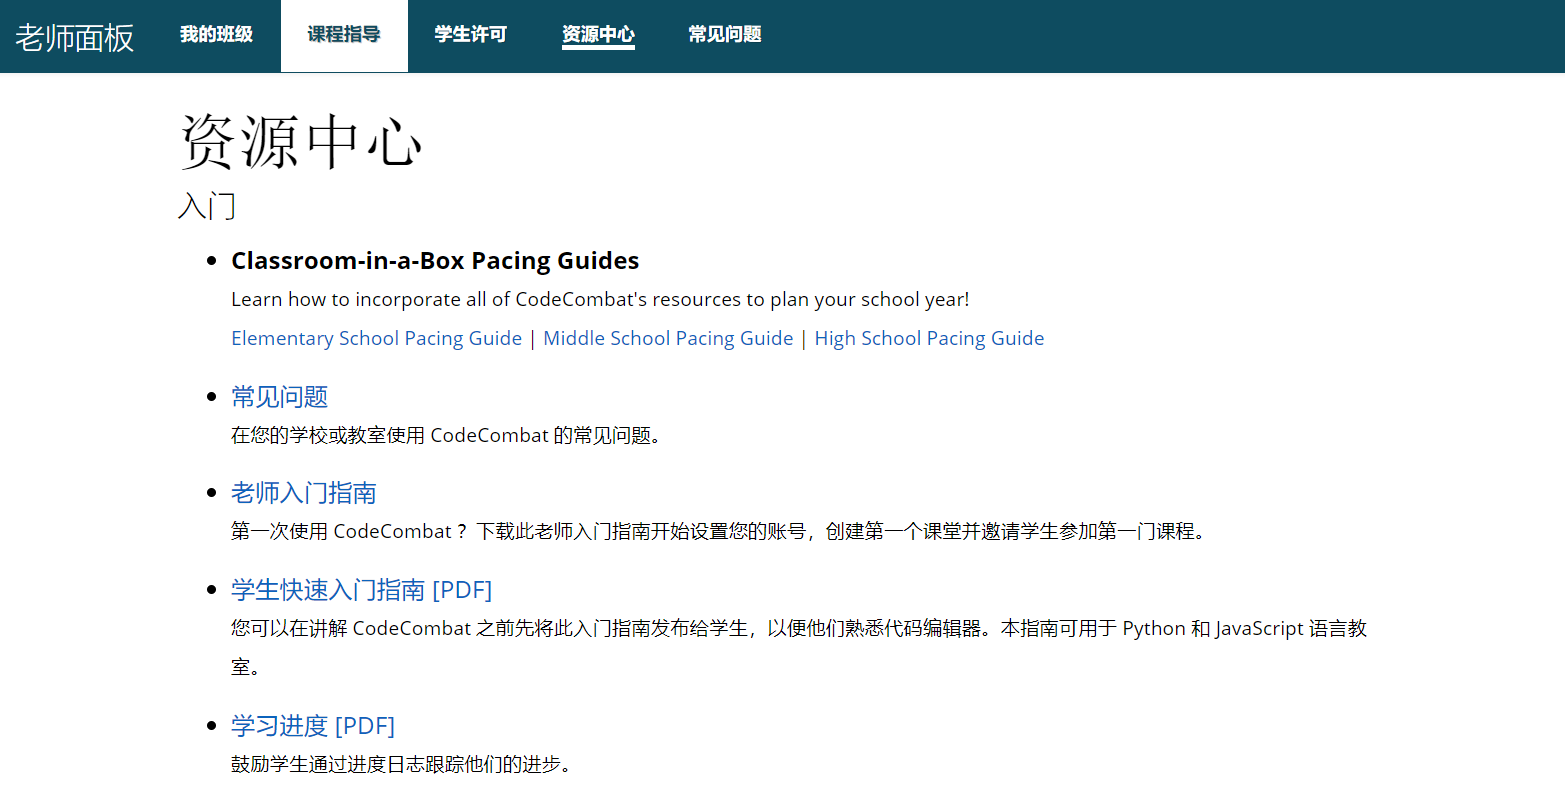 老师面板
我的班级
课程指导
学生许可
资源中心
常见问题
资源中心
入门
Classroom-in-a-Box Pacing Guides
Learn how to incorporate all of CodeCombat's resources to plan your school year!
Elementary School Pacing Guide | Middle School Pacing Guide | High School Pacing Guide
常见问题
在您的学校或教室使用 CodeCombat 的常见问题。
老师入门指南
第一次使用 CodeCombat？ 下载此老师入门指南开始设置您的账号，创建第一个课堂并邀请学生参加第一门课程。
学生快速入门指南 [PDF]
您可以在讲解 CodeCombat 之前先将此入门指南发布给学生，以便他们熟悉代码编辑器。本指南可用于 Python 和 JavaScript 语言教
室。
学习进度 [PDF]
鼓励学生通过进度日志跟踪他们的进步。